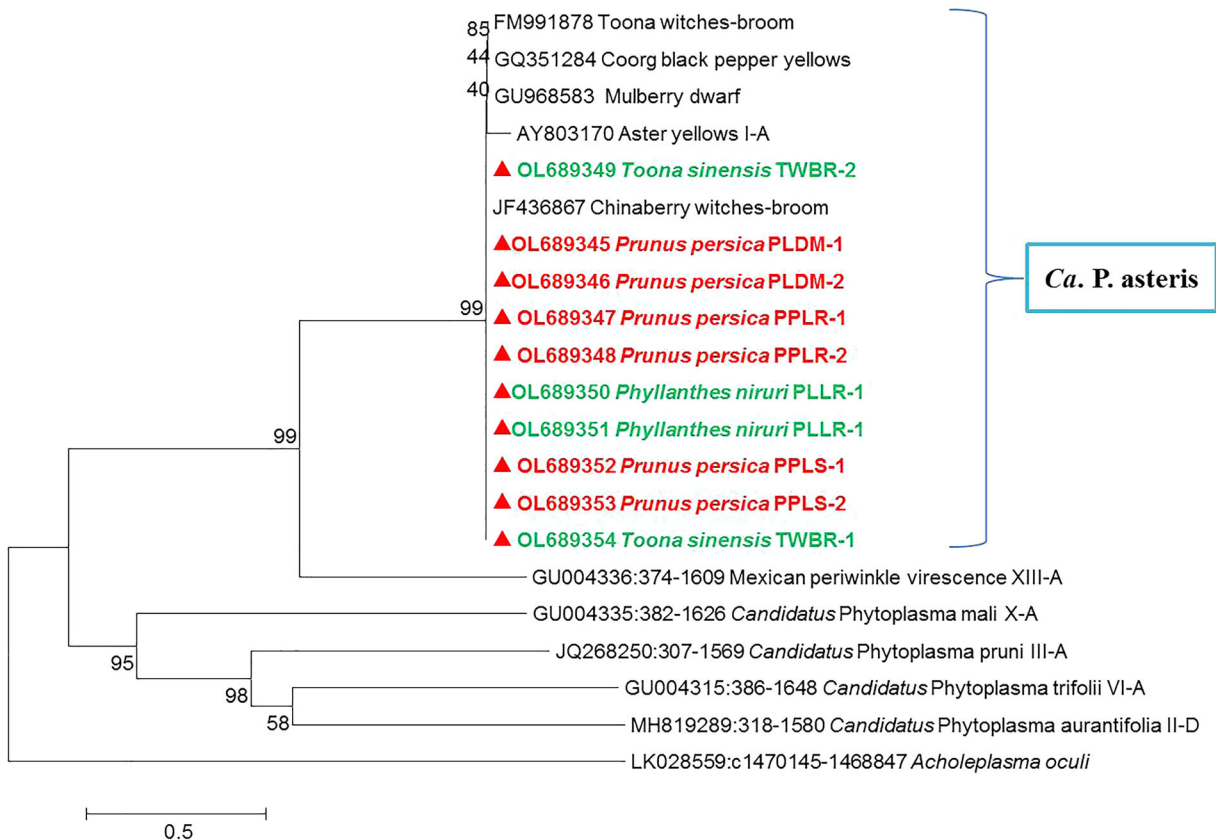 85
FM991878 Toona witches-broom
44
GQ351284 Coorg black pepper yellows
40
GU968583 Mulberry dwarf
AY803170 Aster yellows I-A
OL689349 Toona sinensis TWBR-2
JF436867 Chinaberry witches-broom
OL689345 Prunus persica PLDM-1
OL689346 Prunus persica PLDM-2
Ca. P. asteris
99
OL689347 Prunus persica PPLR-1
OL689348 Prunus persica PPLR-2
OL689350 Phyllanthes niruri PLLR-1
OL689351 Phyllanthes niruri PLLR-1
99
OL689352 Prunus persica PPLS-1
OL689353 Prunus persica PPLS-2
OL689354 Toona sinensis TWBR-1
GU004336:374-1609 Mexican periwinkle virescence XIII-A
GU004335:382-1626 Candidatus Phytoplasma mali X-A
95
JQ268250:307-1569 Candidatus Phytoplasma pruni III-A
98
GU004315:386-1648 Candidatus Phytoplasma trifolii VI-A
58
MH819289:318-1580 Candidatus Phytoplasma aurantifolia II-D
LK028559:c1470145-1468847 Acholeplasma oculi
0.5